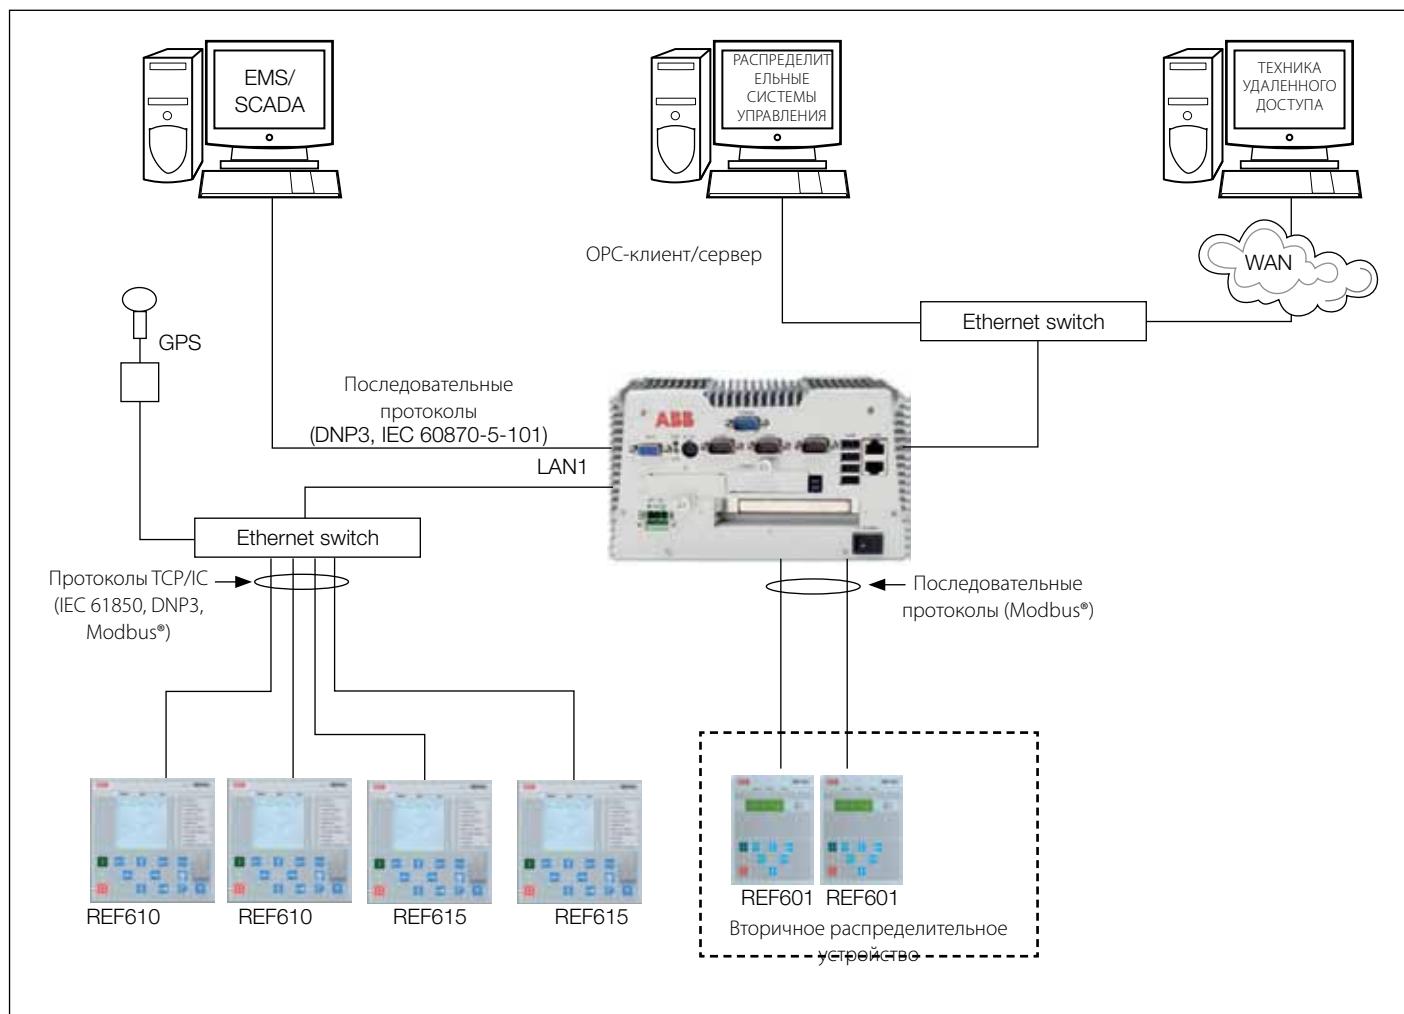 EMS/
SCADA
РАСПРЕДЕЛИТ
ЕЛЬНЫЕ
СИСТЕМЫ
УПРАВЛЕНИЯ
ТЕХНИКА
УДАЛЕННОГО
ДОСТУПА
OPC-клиент/сервер
WAN
Ethernet switch
GPS
Последовательные
протоколы
(DNP3, IEC 60870-5-101)
ABB
LAN1
Ethernet switch
Протоколы TCP/IC
(IEC 61850, DNP3,
Modbus®)
Последовательные
протоколы (Modbus®)
REF610
REF610
REF615
REF615
REF601
REF601
Вторичное распределительное
устройство